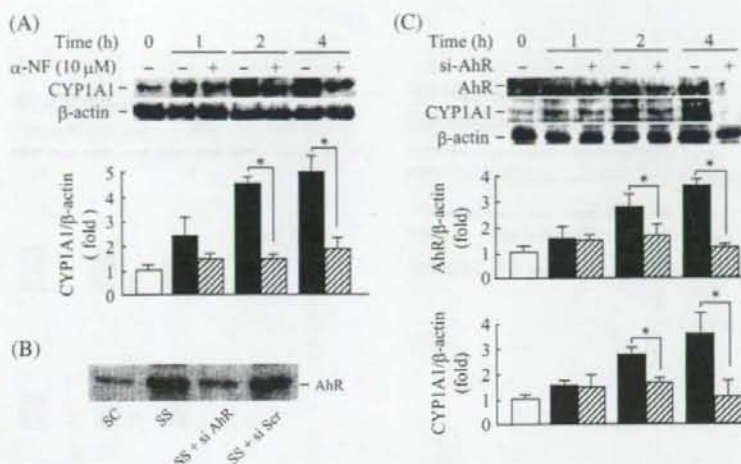 (A)
Time (h) 0 1 2 4
α-NF (10 μM) – – + – + – +
CYP1A1
β-actin
CYP1A1/β-actin
( fold )
5
4
3
2
1
0
* *
(B)
AhR
SC SS SS + si AhR SS + si Scr
(C)
Time (h) 0 1 2 4
si-AhR – – + – + – +
AhR
CYP1A1
β-actin
AhR/β-actin
(fold)
4
3
2
1
0
* *
CYP1A1/β-actin
(fold)
4
3
2
1
0
* *